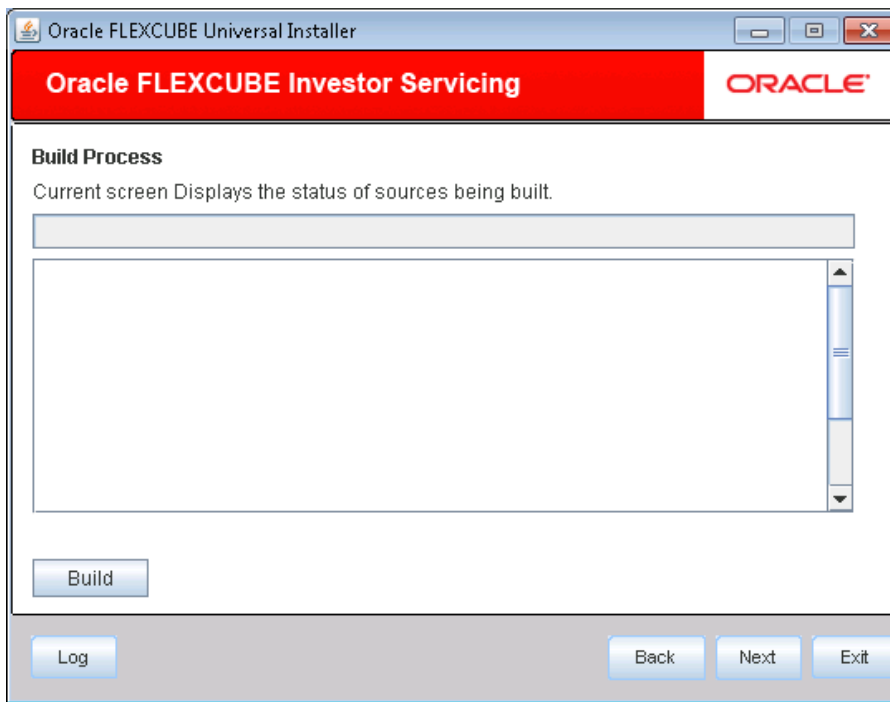 Oracle FLEXCUBE Universal Installer
Oracle FLEXCUBE Investor Servicing
ORACLE
Build Process
Current screen Displays the status of sources being built.
Build
Log
Back
Next
Exit